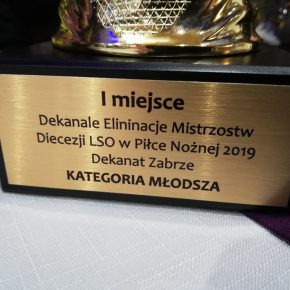 I miejsce
Dekanale Elininacje Mistrzostw
Diecezji LSO w Piłce Nożnej 2019
Dekanat Zabrze
KATEGORIA MŁODSZA